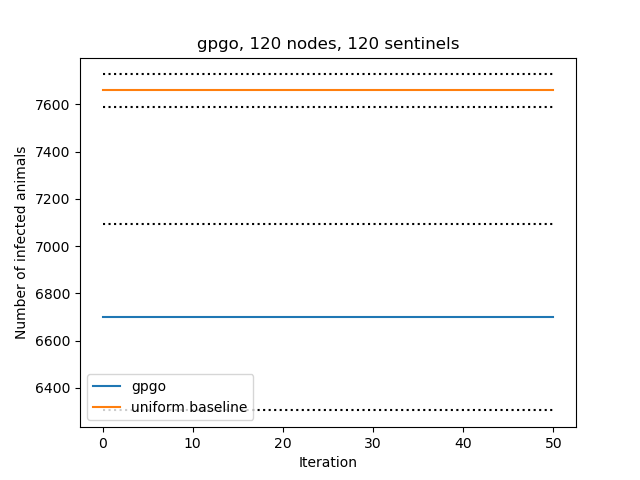 gpgo, 120 nodes, 120 sentinels
7600
7400
7200
7000
6800
6600
6400
Number of infected animals
gpgo
uniform baseline
0 10 20 30 40 50
Iteration